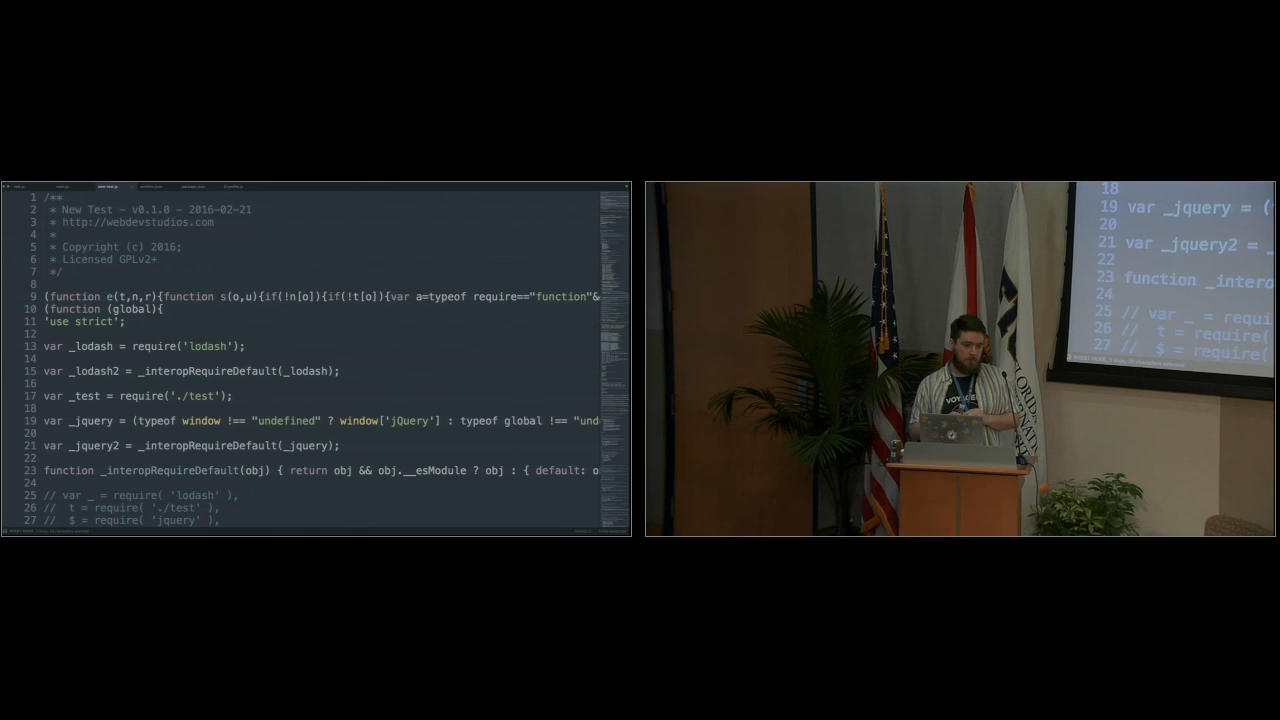 1 /**
2 * New Test - v0.1.0 - 2016-02-21
3 * http://webdevstudios.com
4 *
5 * Copyright (c) 2016;
6 * Licensed GPLv2+
7 */
8
9 (function e(t,n,r){function s(o,u){if(!n[o]){if(!t[o]){var a=typeof require=="function"&
10 (function (global){
11 'use strict';
12
13 var _lodash = require('lodash');
14
15 var _lodash2 = _interopRequireDefault(_lodash);
16
17 var _test = require('./test');
18
19 var _jquery = (typeof window !== "undefined" ? window['jQuery'] : typeof global !== "und
20
21 var _jquery2 = _interopRequireDefault(_jquery);
22
23 function _interopRequireDefault(obj) { return obj && obj.__esModule ? obj : { default: o
24
25 // var _ = require( 'lodash' ),
26 // t = require( './test' ),
27 // $ = require( 'jquery' ),
18
19 var _jquery = (
20
21 var _jquery2 = _
22
23 function _intero
24
25 // var _ = requi
26 // t = require(
27 // $ = require(